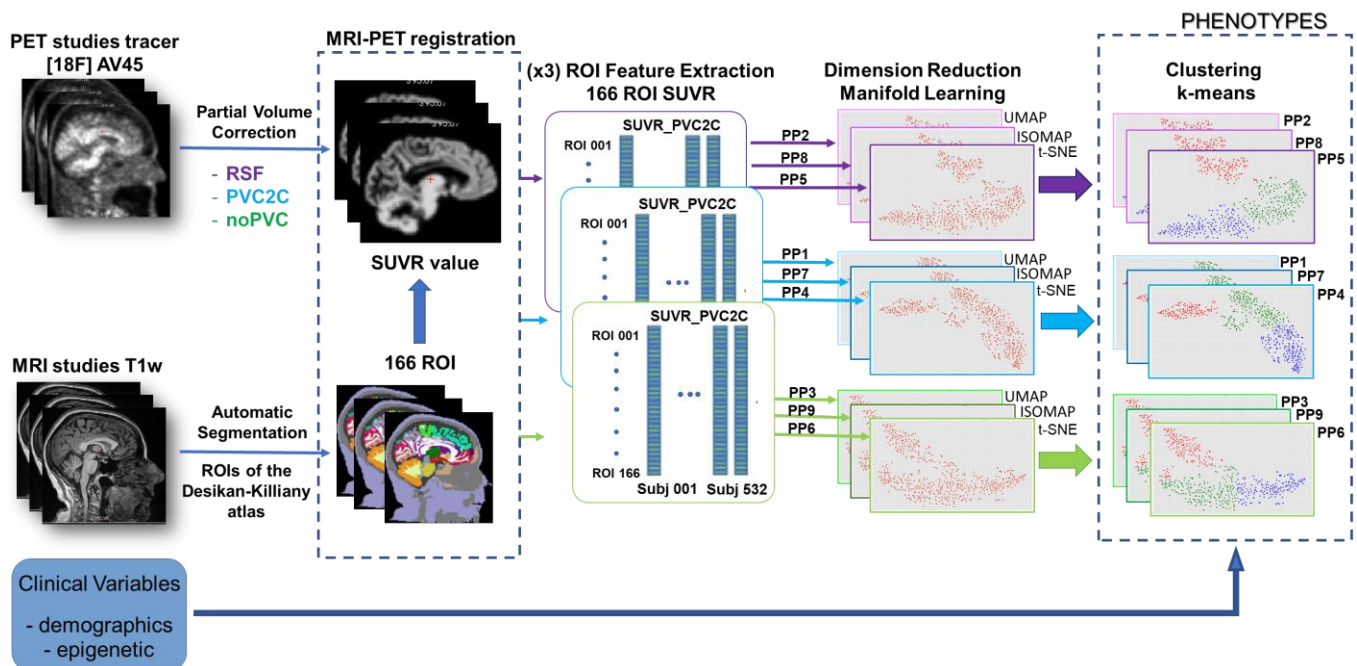 PHENOTYPES
PET studies tracer
[18F] AV45
Partial Volume
Correction
- RSF
- PVC2C
- noPVC
MRI-PET registration
SUVR value
166 ROI
MRI studies T1w
Automatic
Segmentation
ROIs of the
Desikan-Killiany
atlas
(x3) ROI Feature Extraction
166 ROI SUVR
SUVR_PVC2C
ROI 001
SUVR_PVC2C
ROI 001
SUVR_PVC2C
ROI 001
ROI 166
Subj 001 Subj 532
PP2
PP8
PP5
PP1
PP7
PP4
PP3
PP9
PP6
Dimension Reduction
Manifold Learning
UMAP
ISOMAP
t-SNE
UMAP
ISOMAP
t-SNE
UMAP
ISOMAP
t-SNE
Clustering
k-means
PP2
PP8
PP5
PP1
PP7
PP4
PP3
PP9
PP6
Clinical Variables
- demographics
- epigenetic